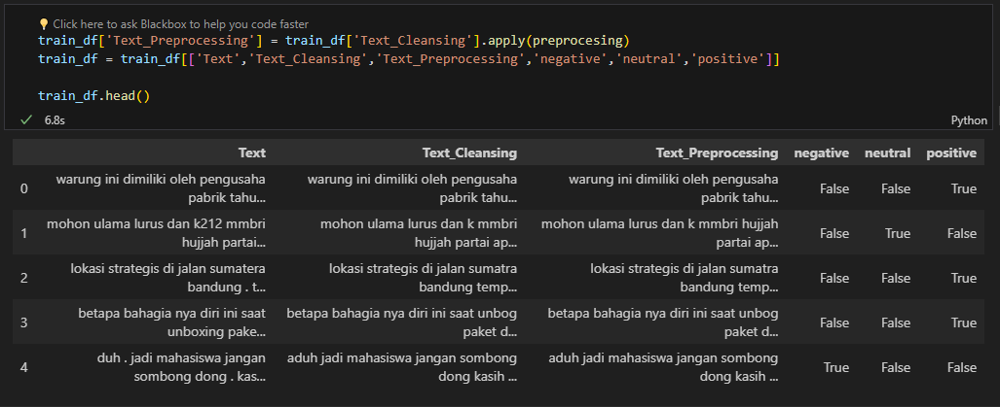 Click here to ask Blackbox to help you code faster
train_df['Text_Preprocessing'] = train_df['Text_Cleansing'].apply(preprocesing)
train_df = train_df[['Text','Text_Cleansing','Text_Preprocessing','negative','neutral','positive']]
train_df.head()
6.8s
Python
Text Text_Cleansing Text_Preprocessing negative neutral positive
0 warung ini dimiliki oleh pengusaha pabrik tahu... warung ini dimiliki oleh pengusaha pabrik tahu... warung ini dimiliki oleh pengusaha pabrik tahu... False False True
1 mohon ulama lurus dan k212 mmbri hujjah partai... mohon ulama lurus dan k mmbri hujjah partai ap... mohon ulama lurus dan k mmbri hujjah partai ap... False True False
2 lokasi strategis di jalan sumatera bandung . t... lokasi strategis di jalan sumatra bandung temp... lokasi strategis di jalan sumatra bandung temp... False False True
3 betapa bahagia nya diri ini saat unboxing pake... betapa bahagia nya diri ini saat unbog paket d... betapa bahagia nya diri ini saat unbog paket d... False False True
4 duh . jadi mahasiswa jangan sombong dong . kas... aduh jadi mahasiswa jangan sombong dong kasih ... aduh jadi mahasiswa jangan sombong dong kasih ... True False False